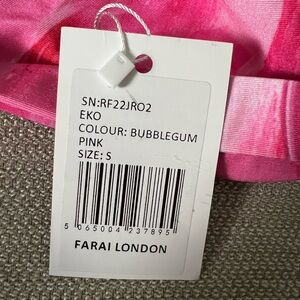 SN:RF22JRO2
EKO
COLOUR: BUBBLEGUM
PINK
SIZE: S
5 065004 237895
FARAI LONDON